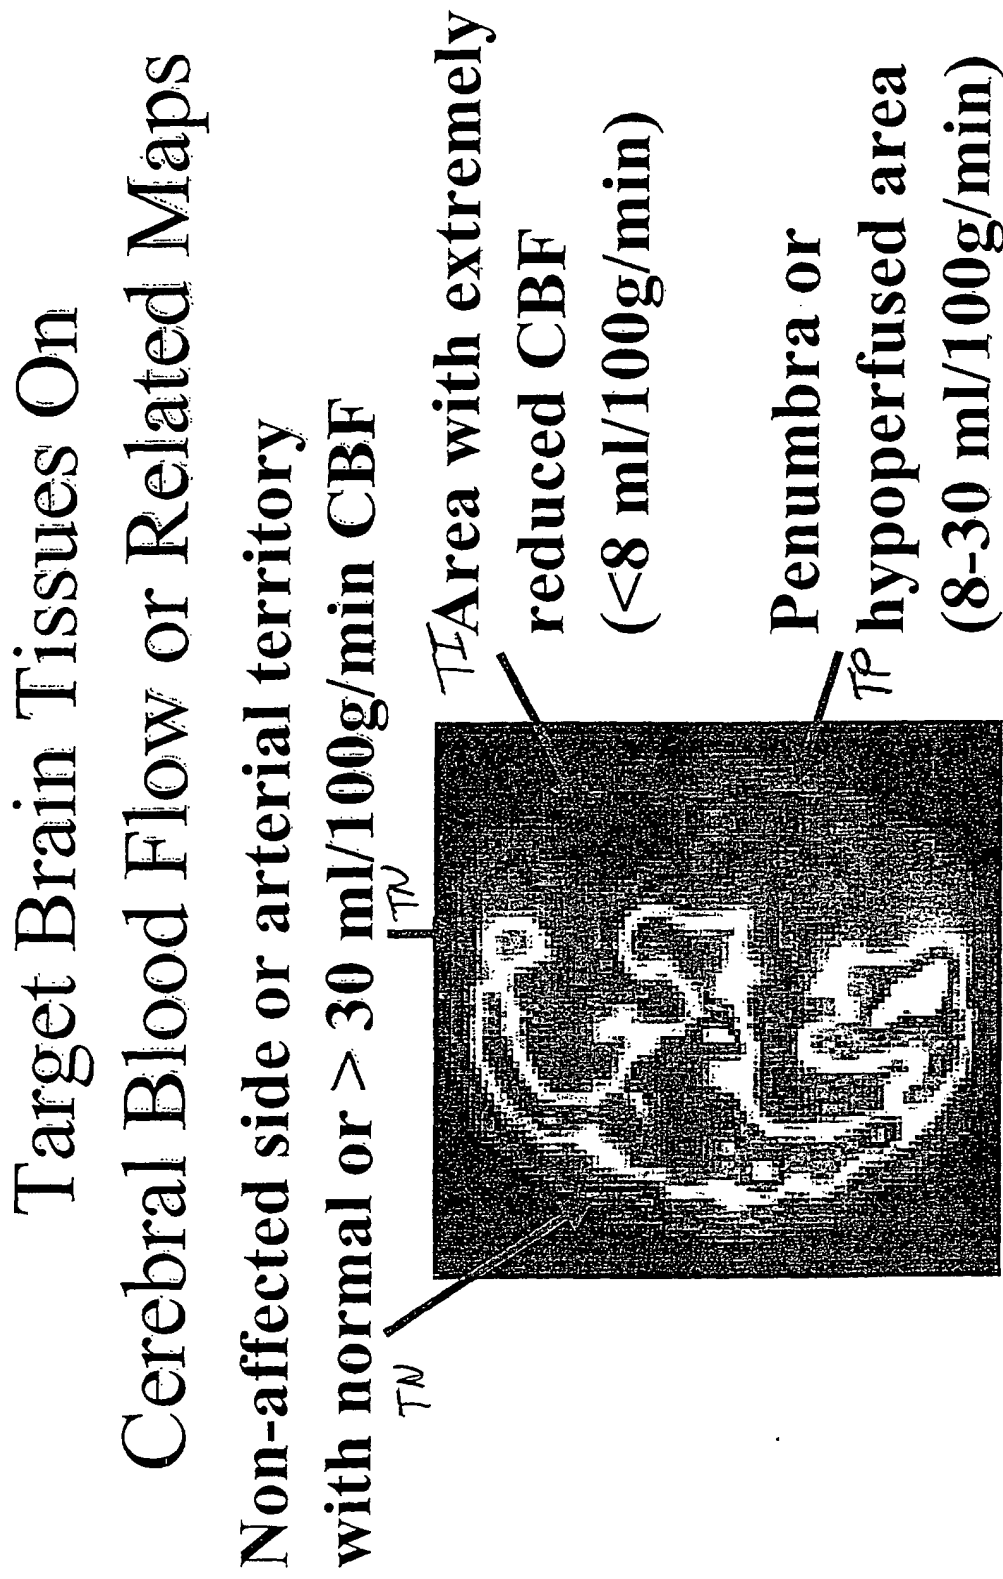 Target Brain Tissues On
Cerebral Blood Flow or Related Maps
Non-affected side or arterial territory
with normal or > 30 ml/100g/min CBF
TN
TN
TI
Area with extremely
reduced CBF
(<8 ml/100g/min)
Penumbra or
hypoperfused area
(8-30 ml/100g/min)
TP